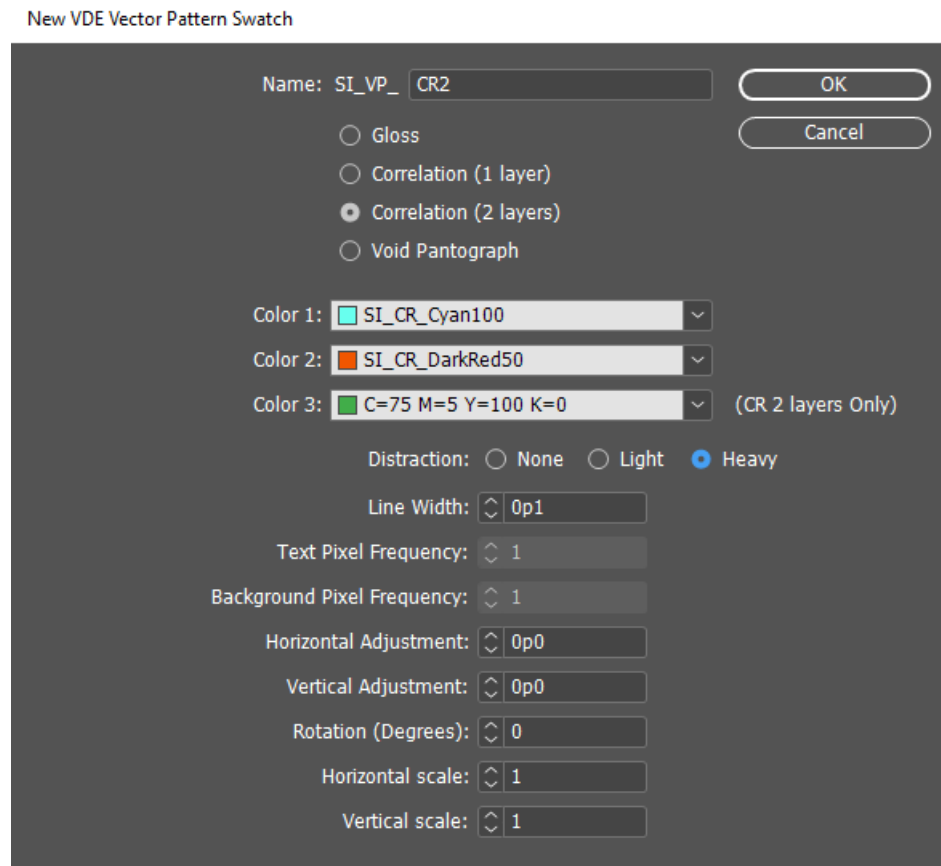 New VDE Vector Pattern Swatch
Name: SI_VP_ CR2 OK
Gloss Cancel
Correlation (1 layer)
Correlation (2 layers)
Void Pantograph
Color 1: SI_CR_Cyan100
Color 2: SI_CR_DarkRed50
Color 3: C=75 M=5 Y=100 K=0 (CR 2 layers Only)
Distraction: None Light Heavy
Line Width: 0p1
Text Pixel Frequency: 1
Background Pixel Frequency: 1
Horizontal Adjustment: 0p0
Vertical Adjustment: 0p0
Rotation (Degrees): 0
Horizontal scale: 1
Vertical scale: 1